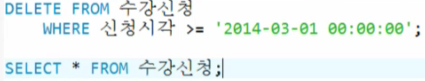 DELETE FROM 수강신청
WHERE 신청시각 >= '2014-03-01 00:00:00';
SELECT * FROM 수강신청;